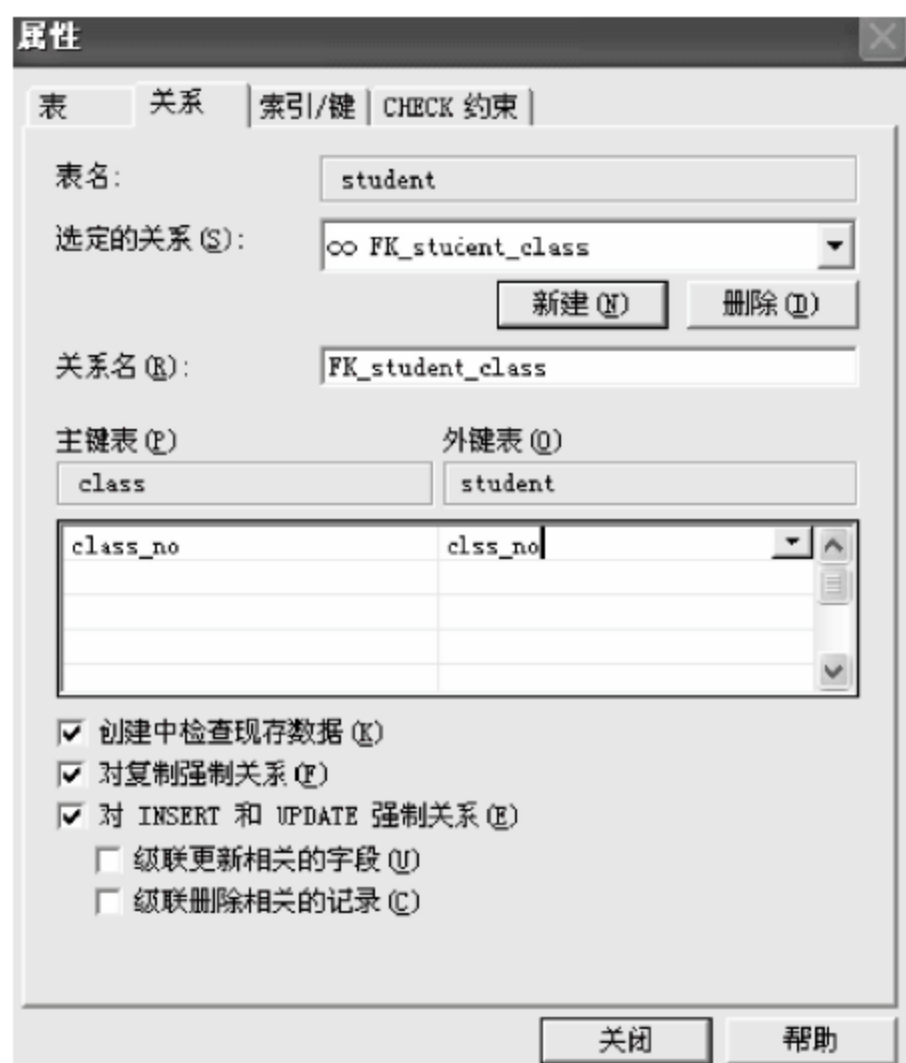 属性
表 关系 索引/键 CHECK 约束
表名: student
选定的关系(S): ∞ FK_student_class
新建(N) 删除(D)
关系名(R): FK_student_class
主键表(P) 外键表(O)
class student
class_no clss_no
创建中检查现存数据(K)
对复制强制关系(F)
对 INSERT 和 UPDATE 强制关系(E)
级联更新相关的字段(U)
级联删除相关的记录(C)
关闭 帮助